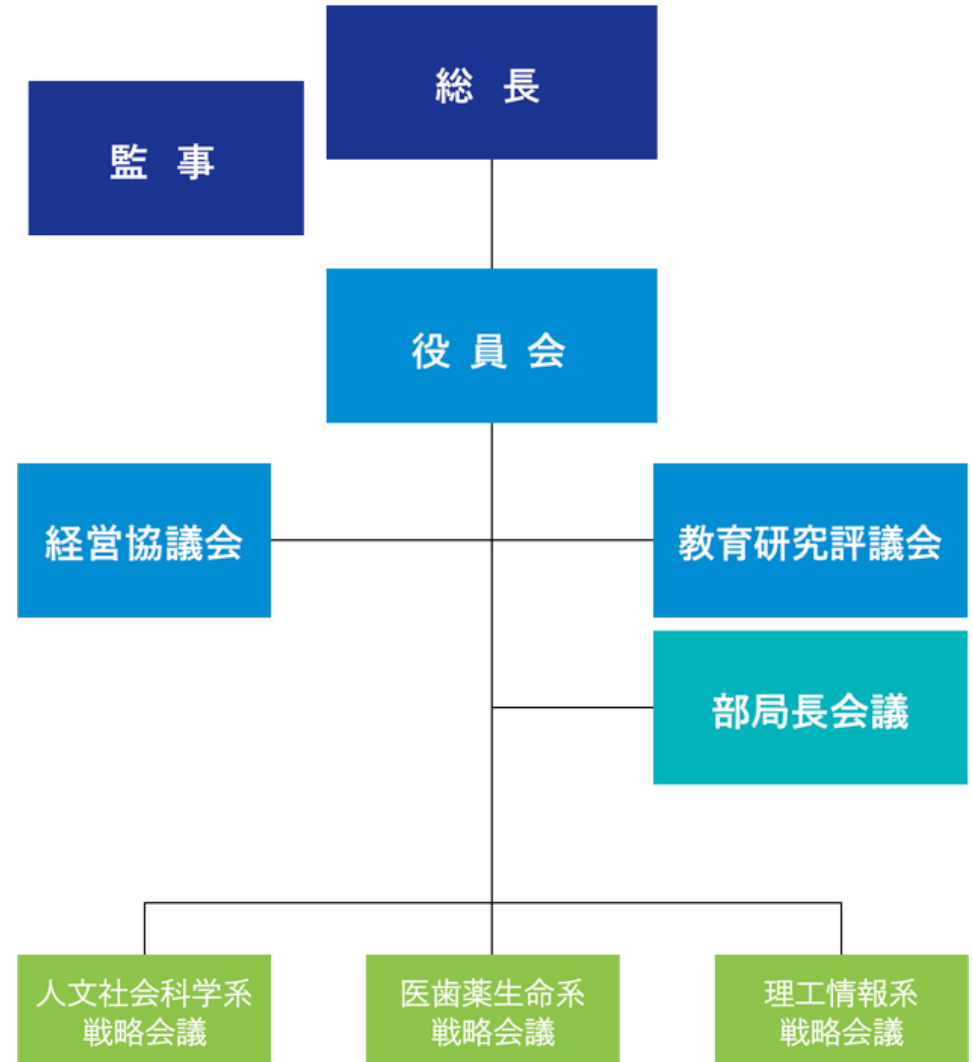 総 長
監 事
役 員 会
経営協議会
教育研究評議会
部局長会議
人文社会科学系
戦略会議
医歯薬生命系
戦略会議
理工情報系
戦略会議